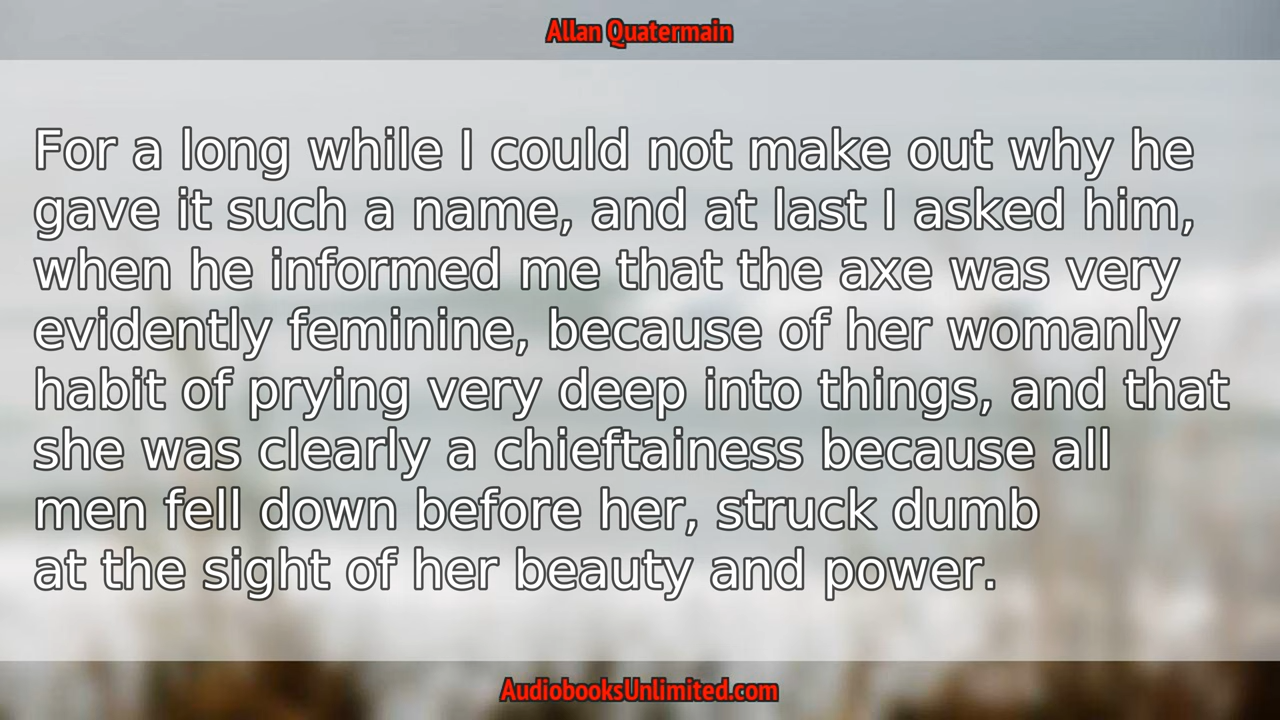 Allan Quatermain
For a long while I could not make out why he
gave it such a name, and at last I asked him,
when he informed me that the axe was very
evidently feminine, because of her womanly
habit of prying very deep into things, and that
she was clearly a chieftainess because all
men fell down before her, struck dumb
at the sight of her beauty and power.
AudiobooksUnlimited.com